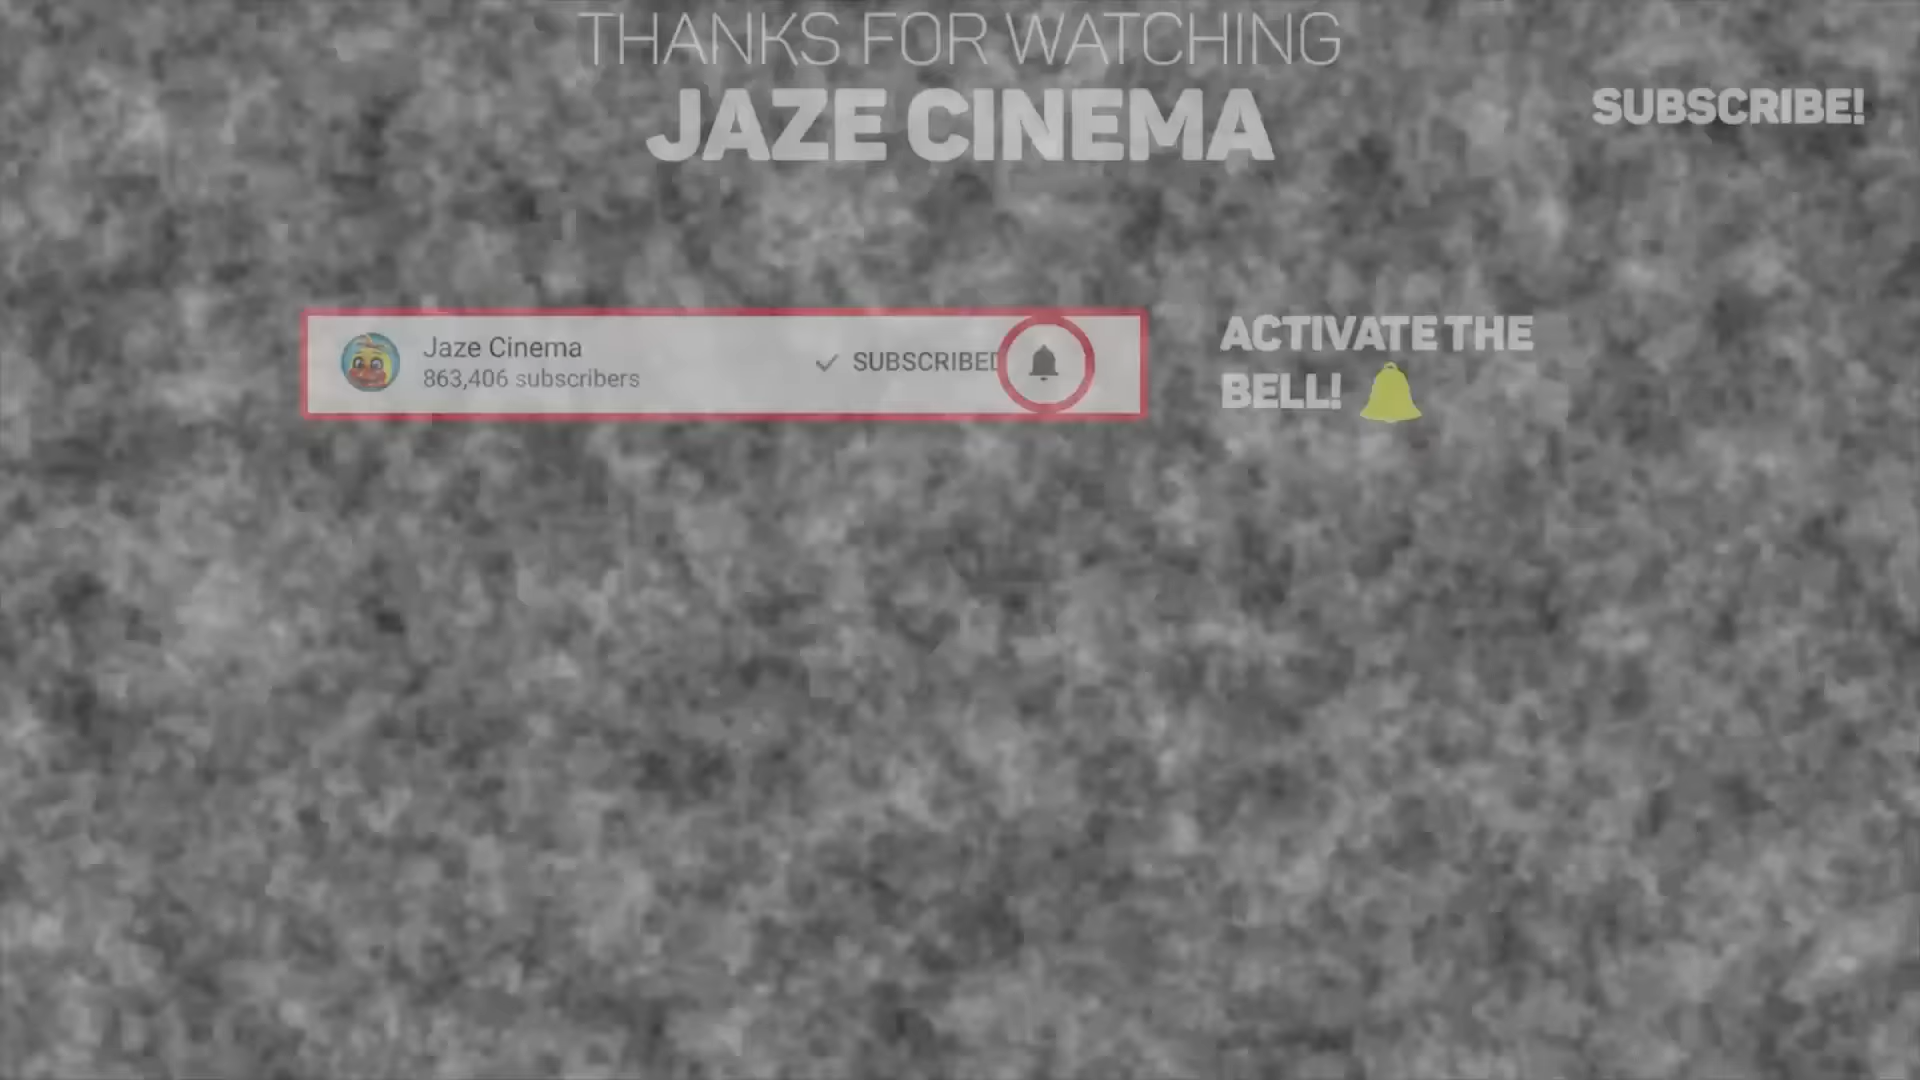 THANKS FOR WATCHING
JAZE CINEMA
SUBSCRIBE!
Jaze Cinema
863,406 subscribers
SUBSCRIBED
ACTIVATE THE
BELL!